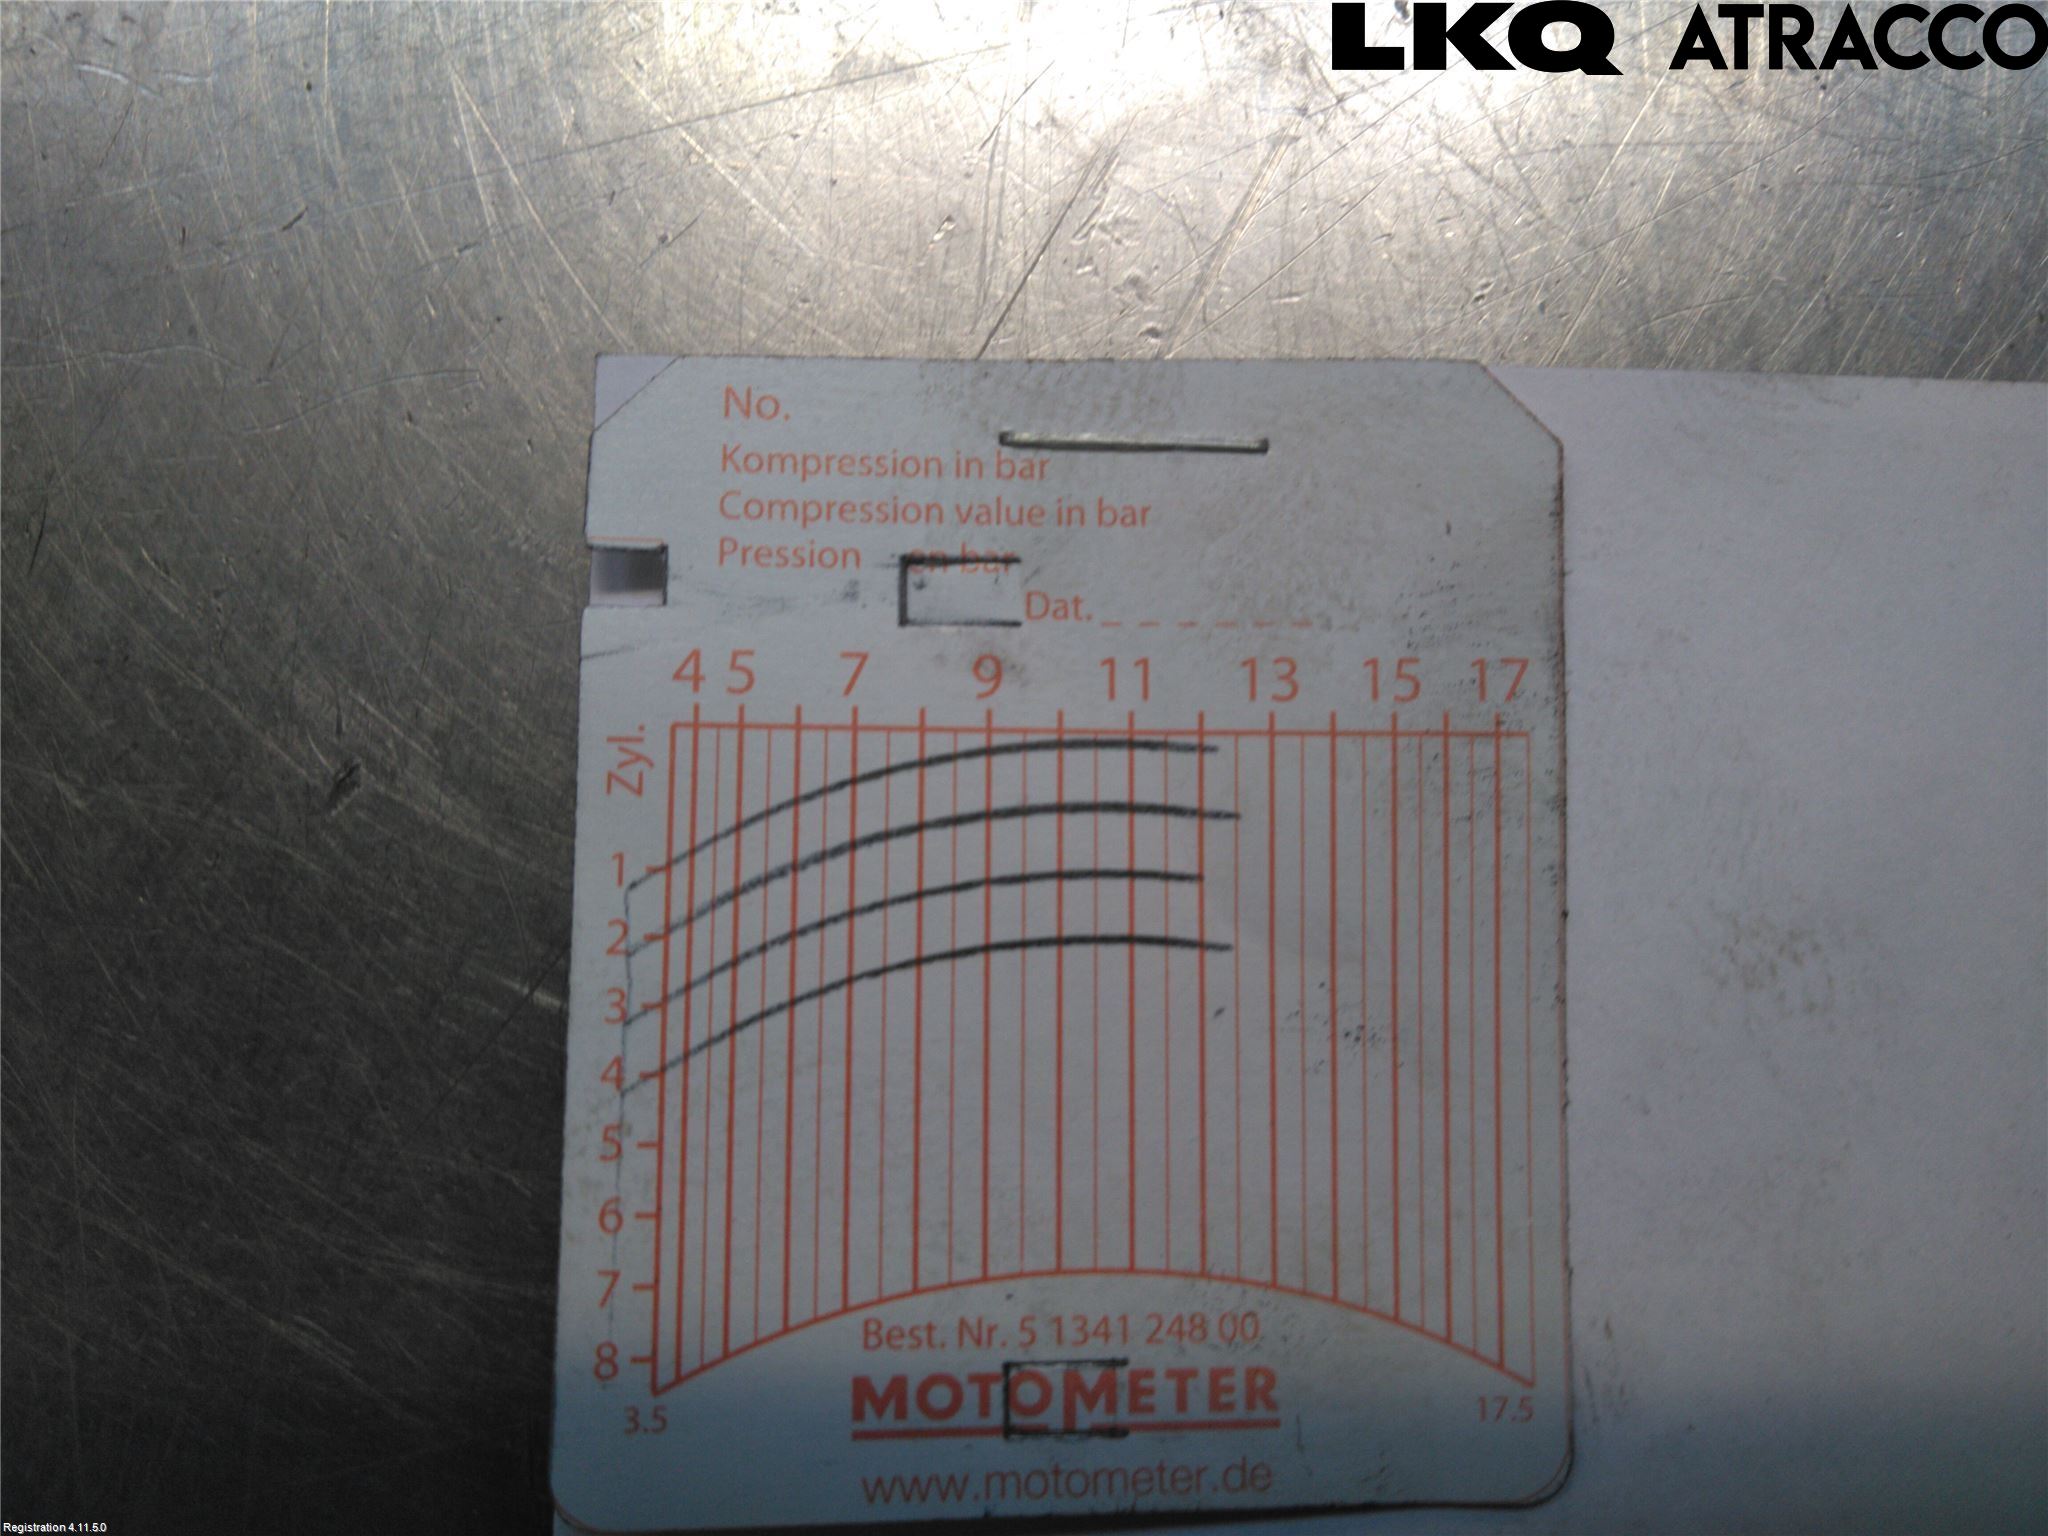 LKQ ATRACCO
No.
Kompression in bar
Compression value in bar
Pression en bar
Dat. _ _ _ _ _ _
4 5 7 9 11 13 15 17
Zyl.
1
2
3
4
5
6
7
8
3.5
17.5
Best. Nr. 5 1341 248 00
MOTOMETER
www.motometer.de
Registration 4.11.5.0